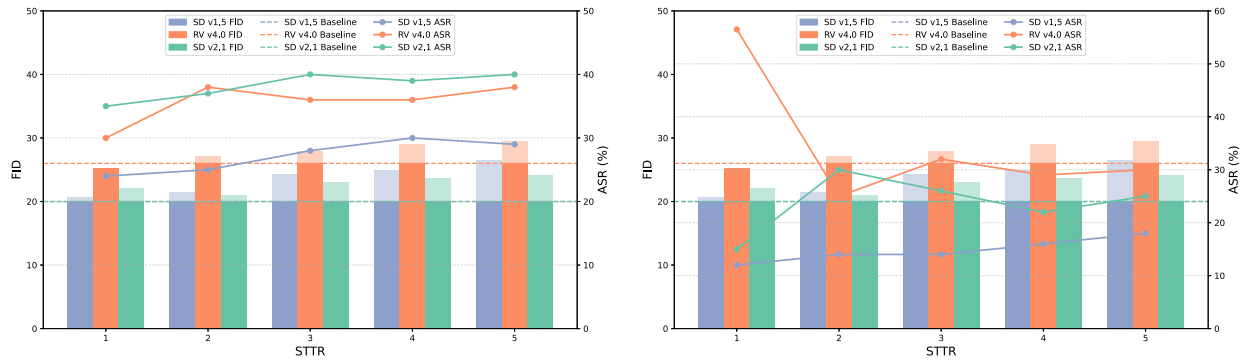 SD v1,5 FID SD v1,5 Baseline SD v1,5 ASR
RV v4.0 FID RV v4.0 Baseline RV v4.0 ASR
SD v2,1 FID SD v2,1 Baseline SD v2,1 ASR
50
40
30
20
10
0
FID
50
40
30
20
10
0
ASR (%)
1 2 3 4 5
STTR
SD v1,5 FID SD v1,5 Baseline SD v1,5 ASR
RV v4.0 FID RV v4.0 Baseline RV v4.0 ASR
SD v2,1 FID SD v2,1 Baseline SD v2,1 ASR
50
40
30
20
10
0
FID
60
50
40
30
20
10
0
ASR (%)
1 2 3 4 5
STTR